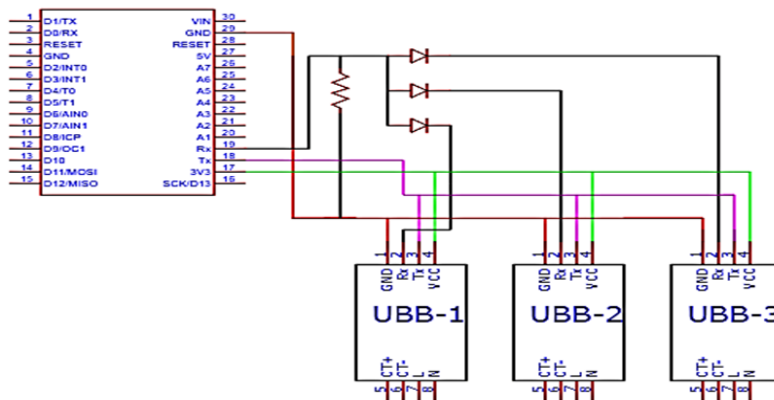 1 D1/TX VIN 30
2 D0/RX GND 29
3 RESET RESET 28
4 GND 5V 27
5 D2/INT0 A7 26
6 D3/INT1 A6 25
7 D4/T0 A5 24
8 D5/T1 A4 23
9 D6/AIN0 A3 22
10 D7/AIN1 A2 21
11 D8/ICP A1 20
12 D9/OC1 Rx 19
13 D10 Tx 18
14 D11/MOSI 3V3 17
15 D12/MISO SCK/D13 16
1 2 3 4 1 2 3 4 1 2 3 4
GND Rx Tx VCC GND Rx Tx VCC GND Rx Tx VCC
UBB-1 UBB-2 UBB-3
CT+ CT- L N CT+ CT- L N CT+ CT- L N
5 6 7 8 5 6 7 8 5 6 7 8